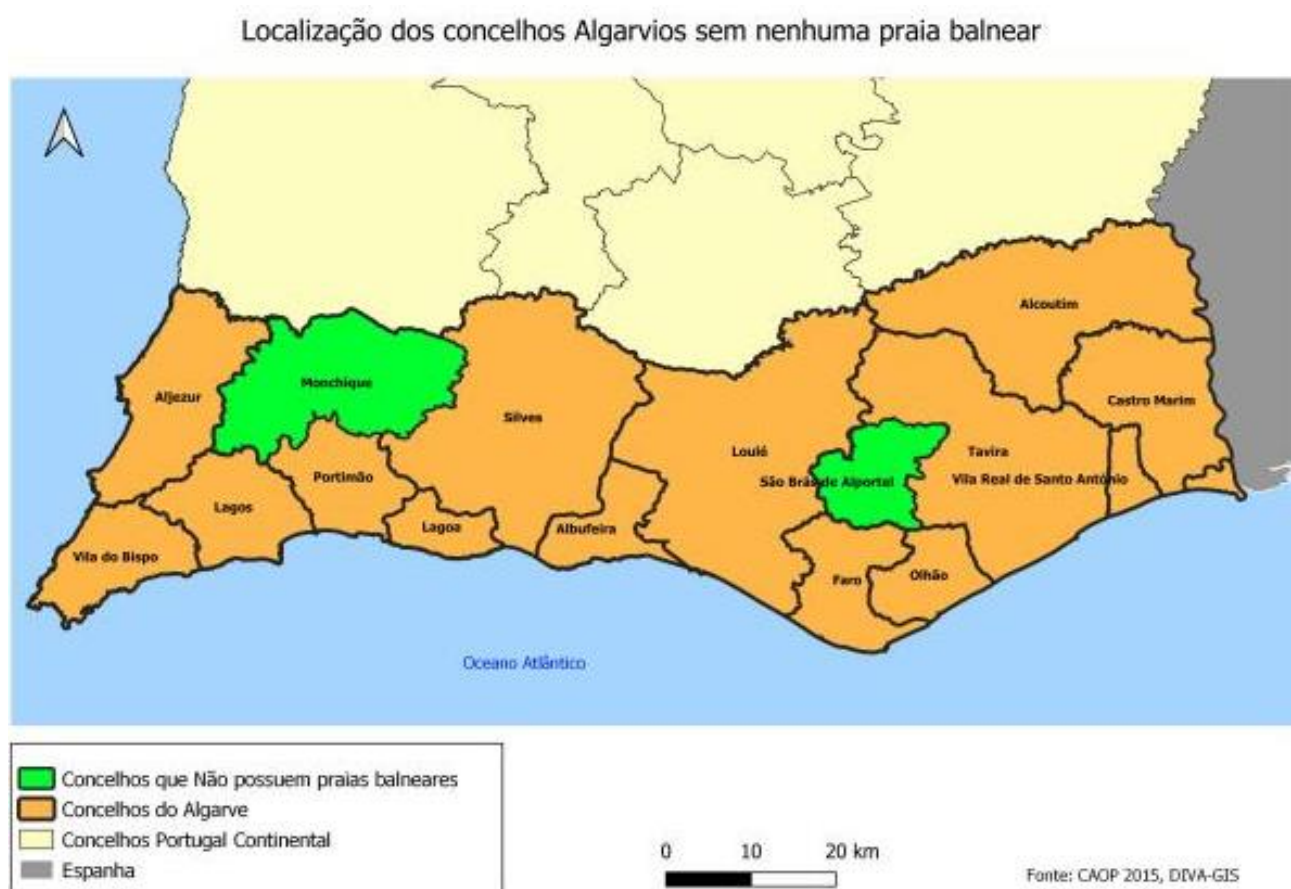 Localização dos concelhos Algarvios sem nenhuma praia balnear
Alcoutim
Monchique
Aljezur
Castro Marim
Silves
Loulé
Tavira
Portimão
São Brás de Alportel
Vila Real de Santo António
Lagos
Lagoa
Albufeira
Vila do Bispo
Faro
Olhão
Oceano Atlântico
Concelhos que Não possuem praias balneares
Concelhos do Algarve
Concelhos Portugal Continental
Espanha
0 10 20 km
Fonte: CAOP 2015, DIVA-GIS